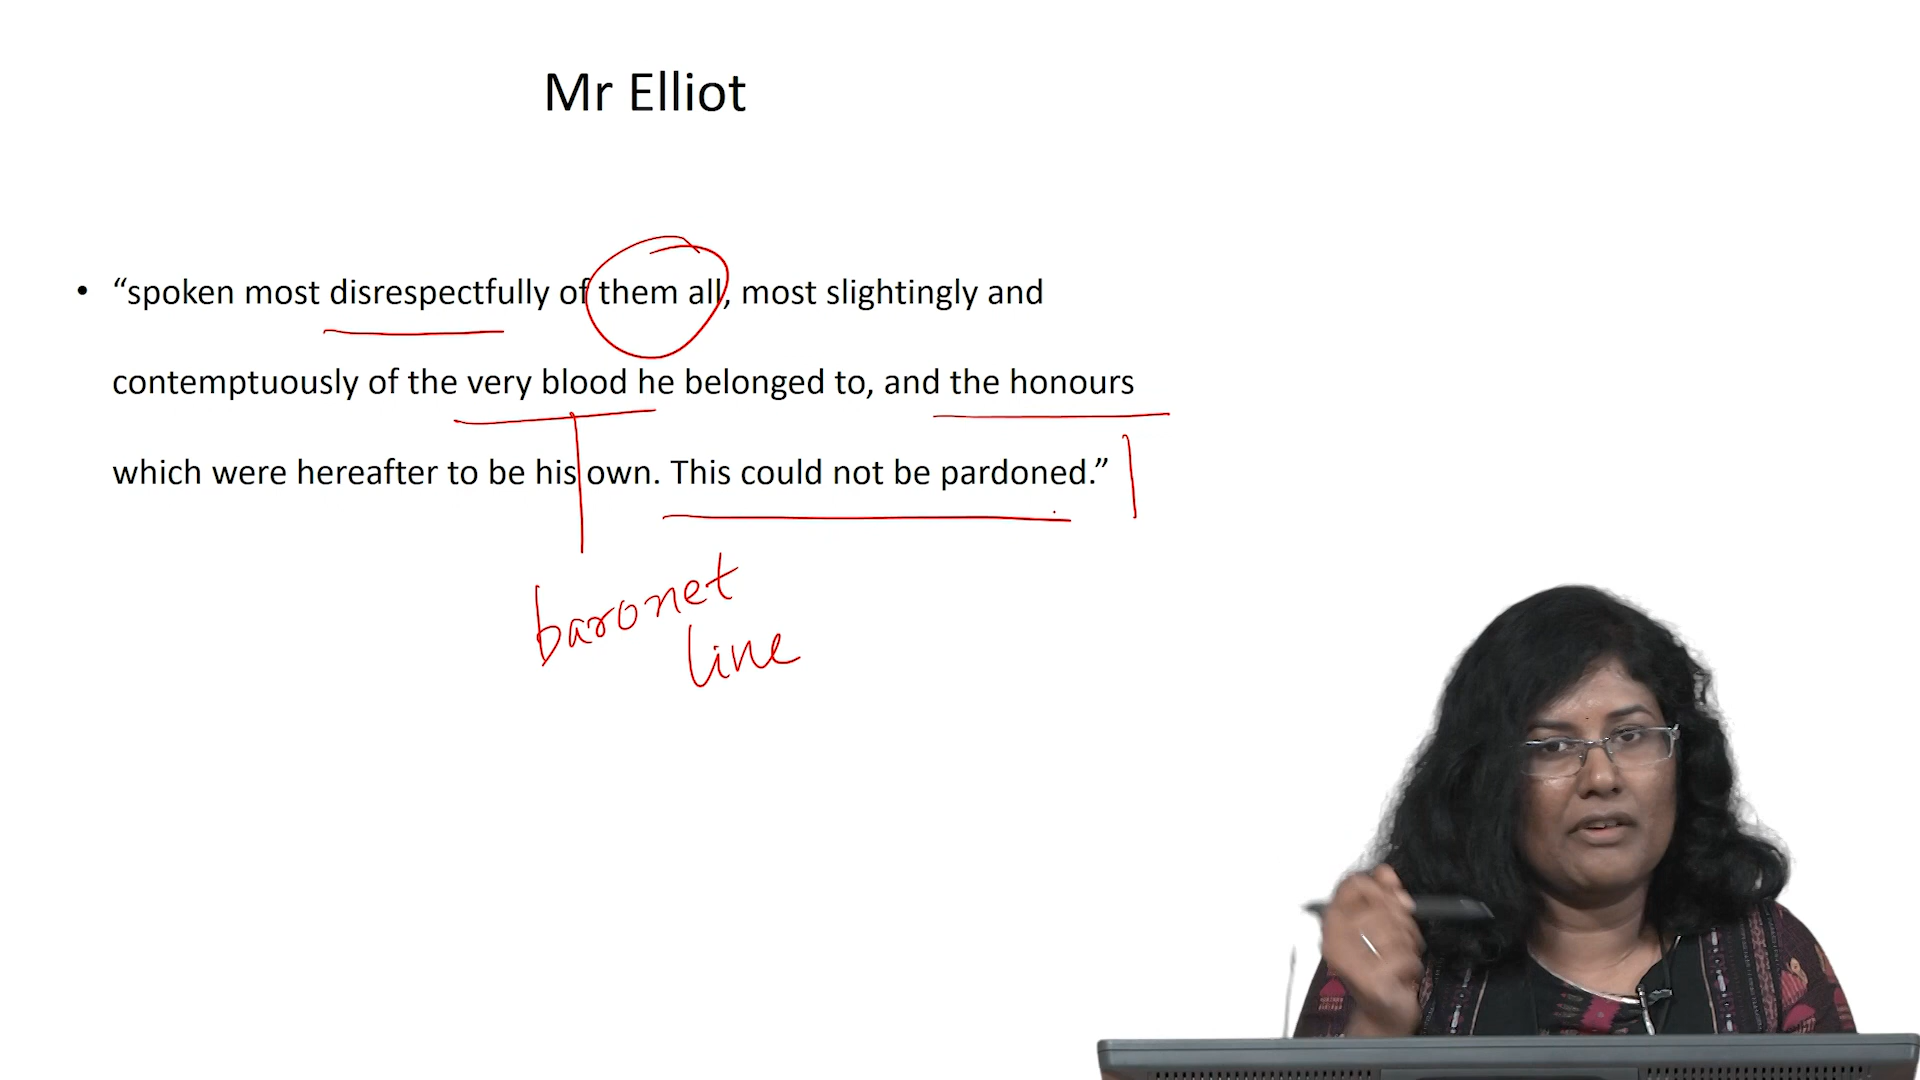 Mr Elliot
• “spoken most disrespectfully of them all, most slightingly and
contemptuously of the very blood he belonged to, and the honours
which were hereafter to be his own. This could not be pardoned.”
baronet
line